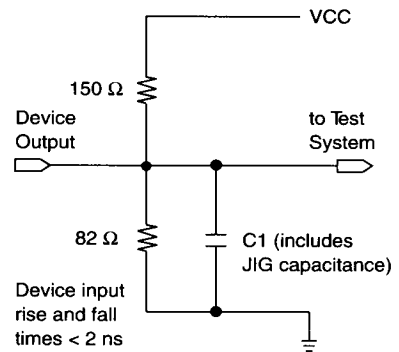 VCC
150 Ω
Device
Output
to Test
System
82 Ω
C1 (includes
JIG capacitance)
Device input
rise and fall
times < 2 ns